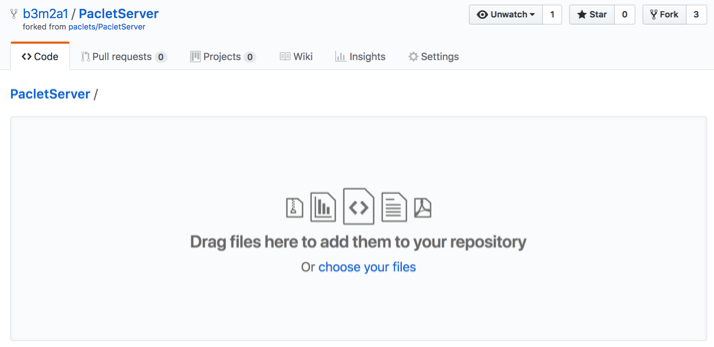 b3m2a1 / PacletServer
forked from paclets/PacletServer
Unwatch 1 Star 0 Fork 3
Code Pull requests 0 Projects 0 Wiki Insights Settings
PacletServer /
Drag files here to add them to your repository
Or choose your files